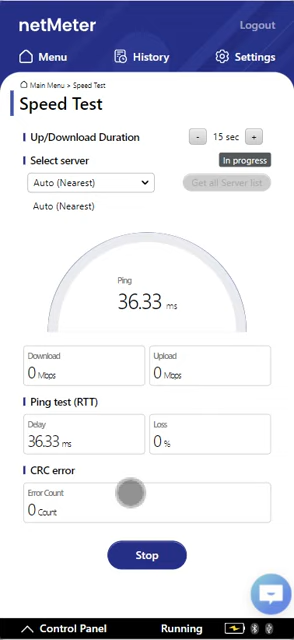 netMeter
Logout
Menu
History
Settings
Main Menu > Speed Test
Speed Test
Up/Download Duration
- 15 sec +
Select server
In progress
Auto (Nearest)
Get all Server list
Auto (Nearest)
Ping
36.33 ms
Download
0 Mbps
Upload
0 Mbps
Ping test (RTT)
Delay
36.33 ms
Loss
0 %
CRC error
Error Count
0 Count
Stop
Control Panel
Running